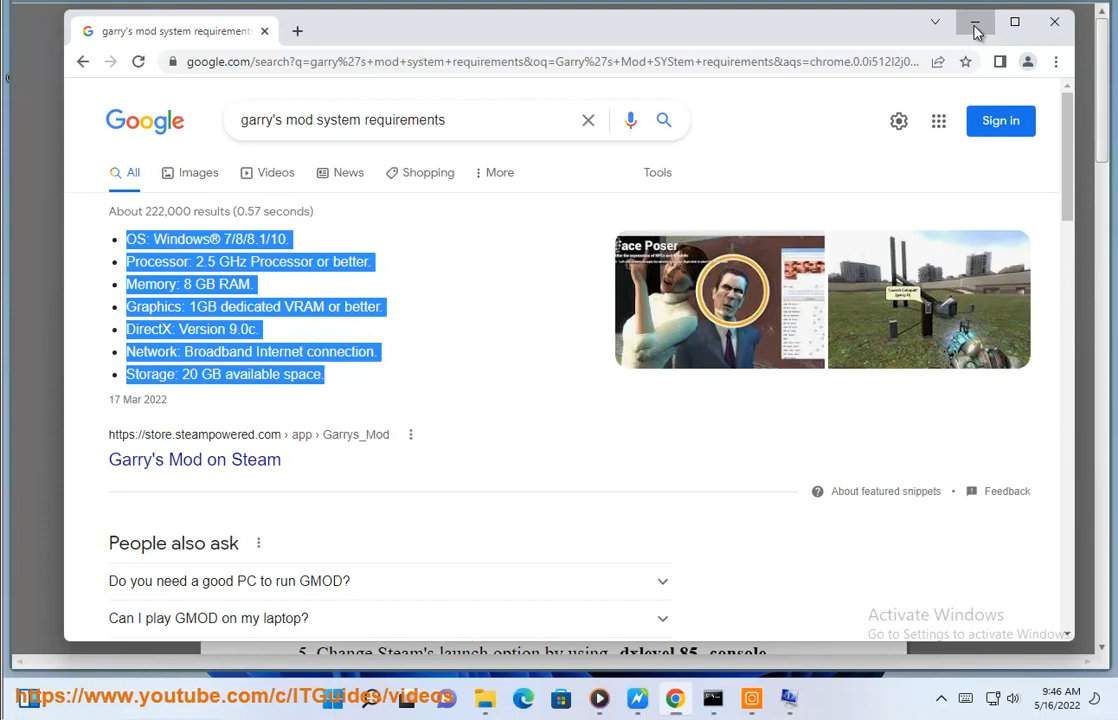 garry's mod system requirements
google.com/search?q=garry%27s+mod+system+requirements&oq=Garry%27s+Mod+SYStem+requirements&aqs=chrome.0.0i512l2j0...
Google
garry's mod system requirements
Sign in
All
Images
Videos
News
Shopping
More
Tools
About 222,000 results (0.57 seconds)
OS: Windows® 7/8/8.1/10.
Processor: 2.5 GHz Processor or better.
Memory: 8 GB RAM.
Graphics: 1GB dedicated VRAM or better.
DirectX: Version 9.0c.
Network: Broadband Internet connection.
Storage: 20 GB available space.
Face Poser
17 Mar 2022
https://store.steampowered.com › app › Garrys_Mod
Garry's Mod on Steam
About featured snippets
Feedback
People also ask
Do you need a good PC to run GMOD?
Can I play GMOD on my laptop?
Activate Windows
Go to Settings to activate Windows.
5. Change Steam's launch option by using -dxlevel 85 -console
https://www.youtube.com/c/ITGuides/videos
9:46 AM
5/16/2022